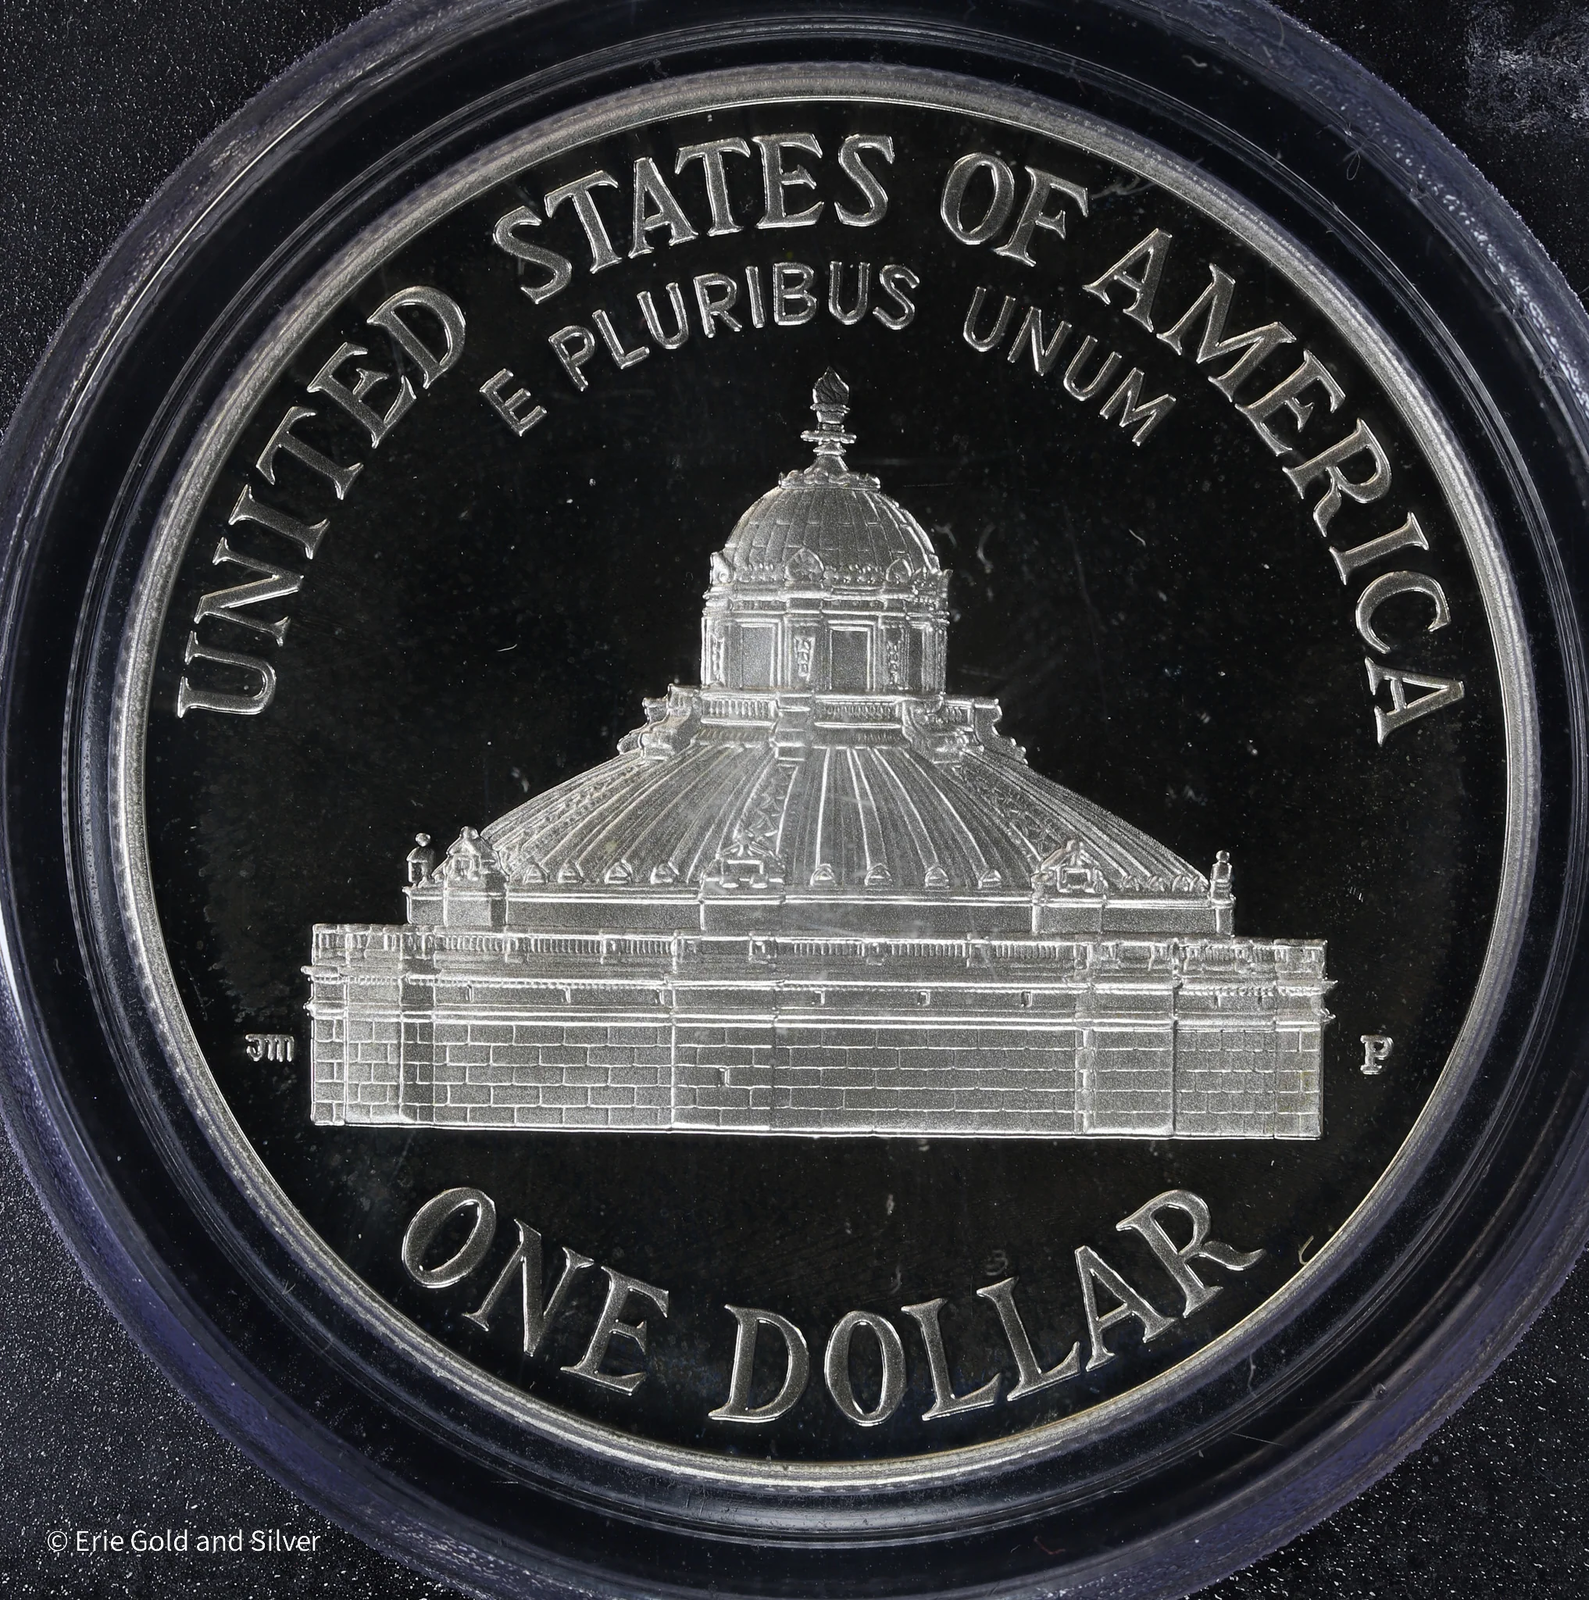 UNITED STATES OF AMERICA
E PLURIBUS UNUM
JM
P
ONE DOLLAR
© Erie Gold and Silver